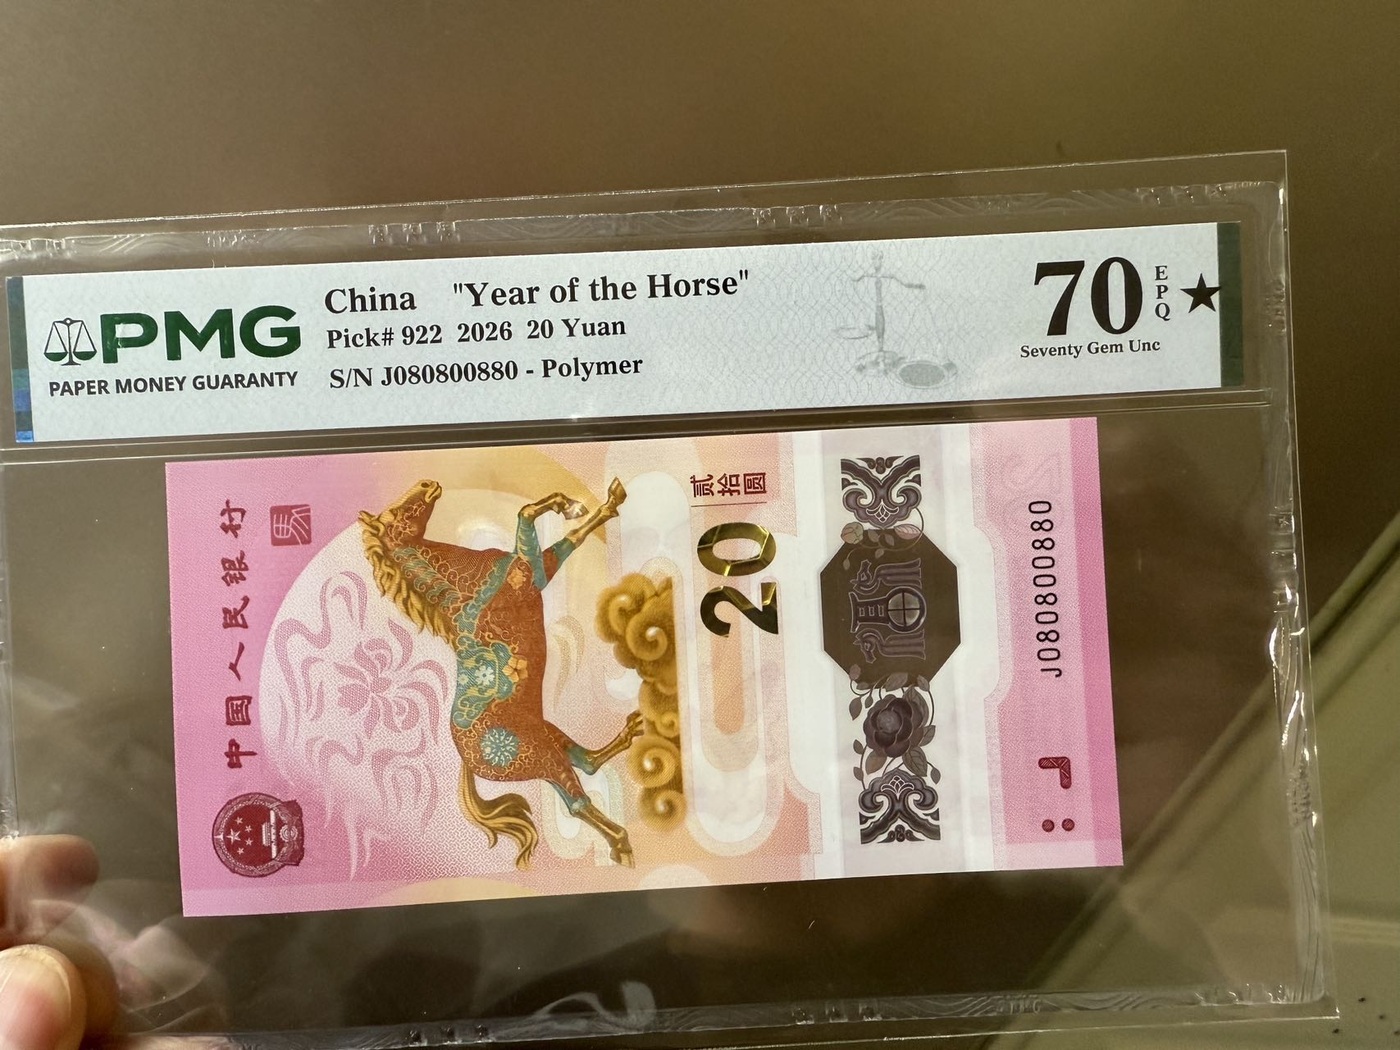 PMG
PAPER MONEY GUARANTY
China "Year of the Horse"
Pick# 922 2026 20 Yuan
S/N J080800880 - Polymer
70
EPQ
★
Seventy Gem Unc
中国人民银行
贰拾圆
20
J080800880